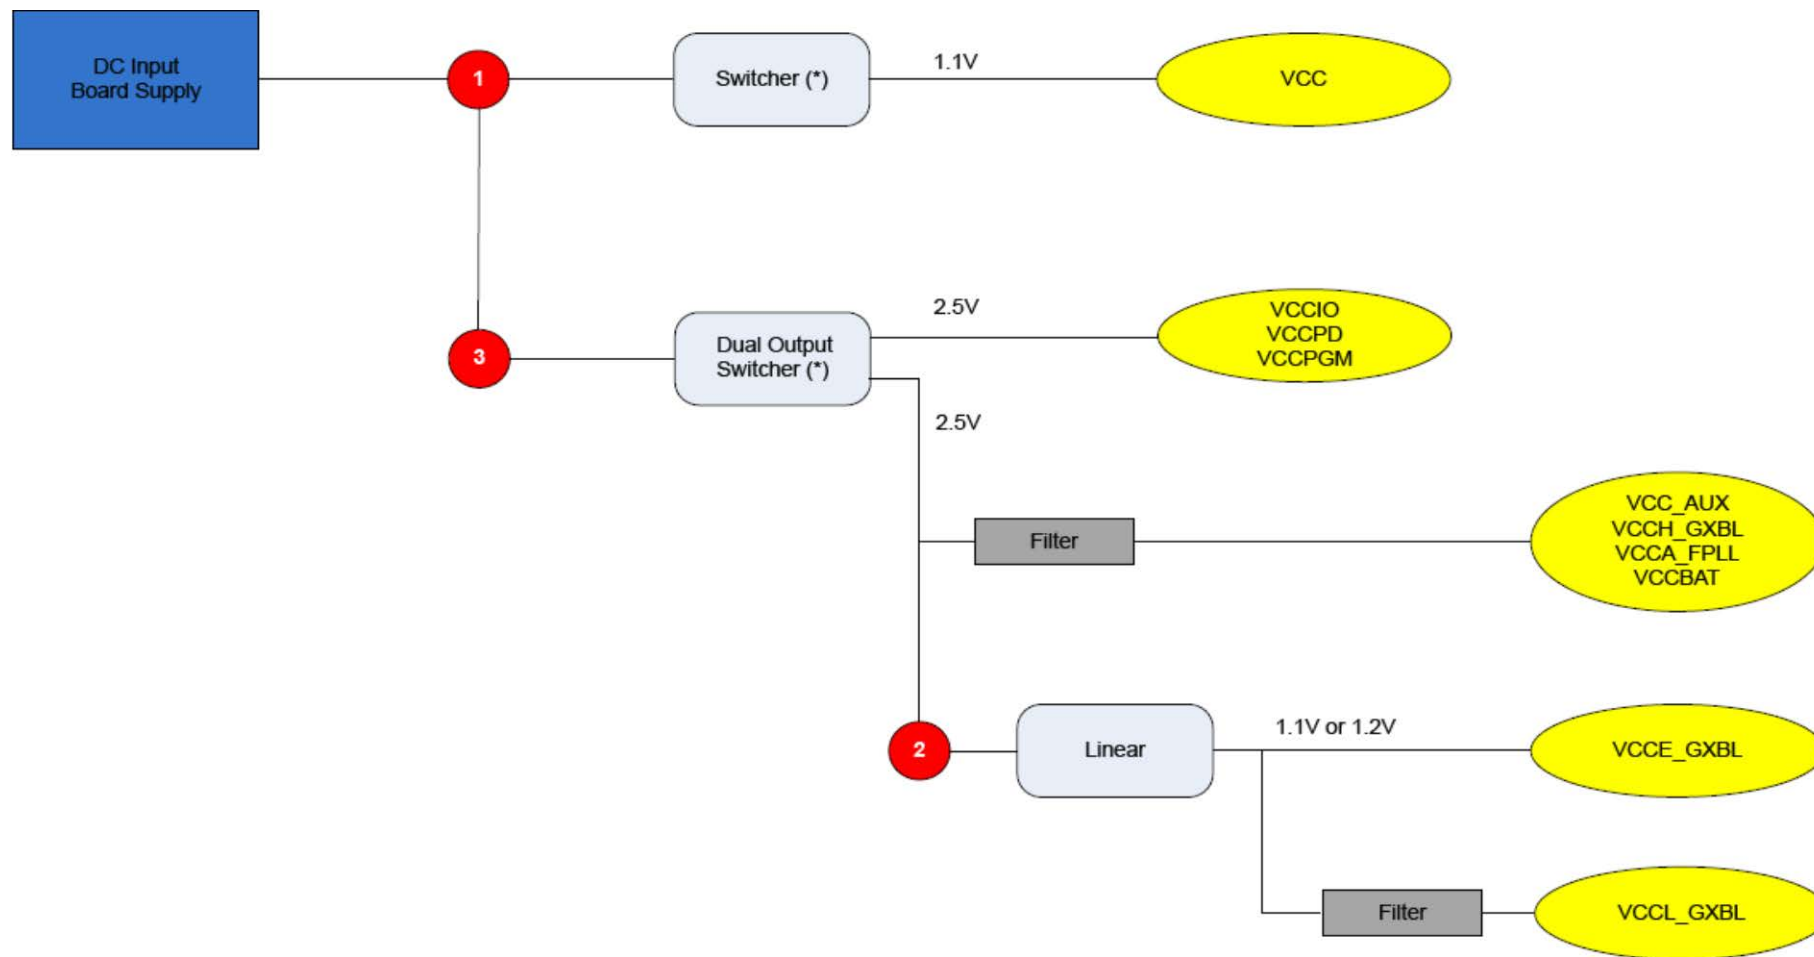 DC Input
Board Supply
1
Switcher (*)
1.1V
VCC
3
Dual Output
Switcher (*)
2.5V
VCCIO
VCCPD
VCCPGM
2.5V
Filter
VCC_AUX
VCCH_GXBL
VCCA_FPLL
VCCBAT
2
Linear
1.1V or 1.2V
VCCE_GXBL
Filter
VCCL_GXBL